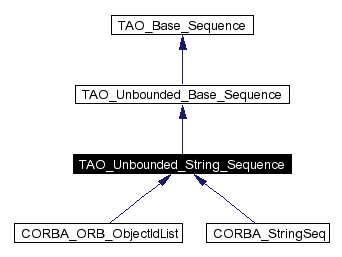 TAO_Base_Sequence
TAO_Unbounded_Base_Sequence
TAO_Unbounded_String_Sequence
CORBA_ORB_ObjectIdList
CORBA_StringSeq